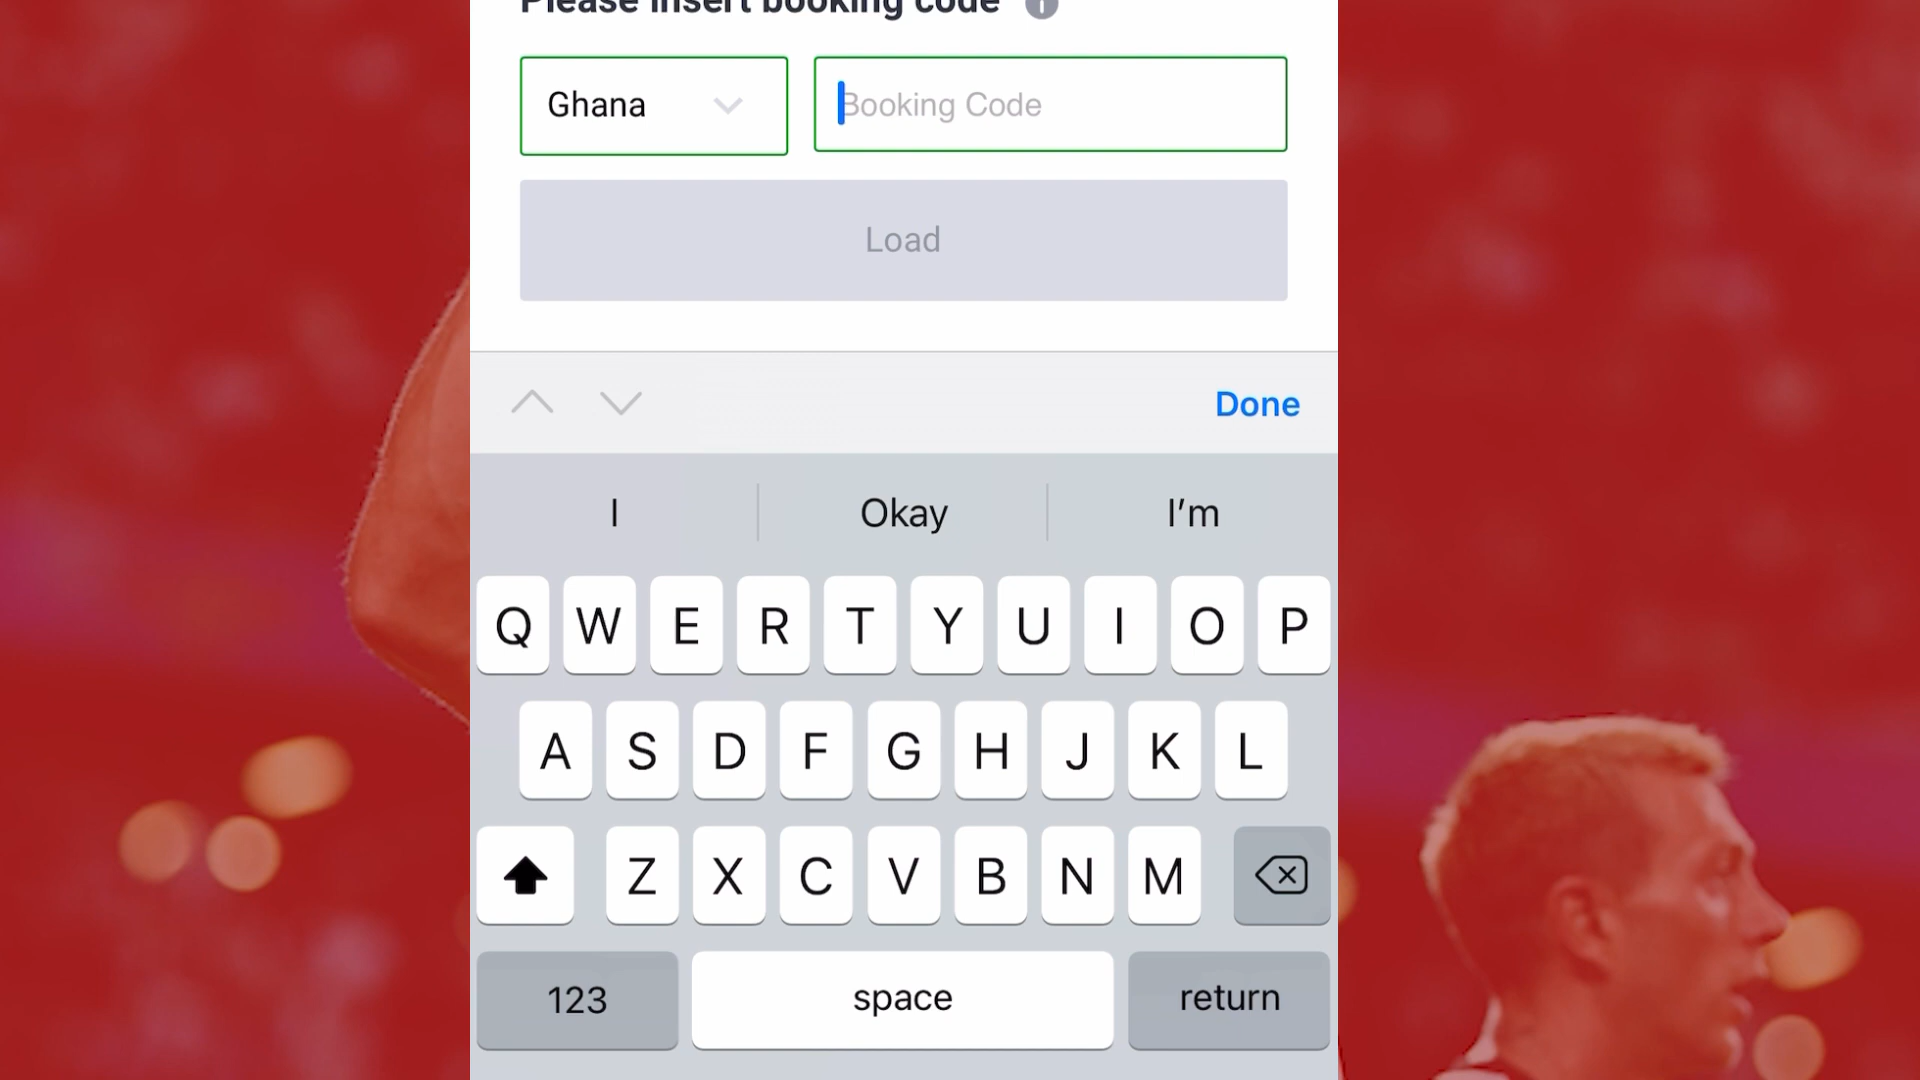 Please insert booking code
Ghana
Booking Code
Load
Done
I Okay I’m
Q W E R T Y U I O P
A S D F G H J K L
Z X C V B N M
123 space return